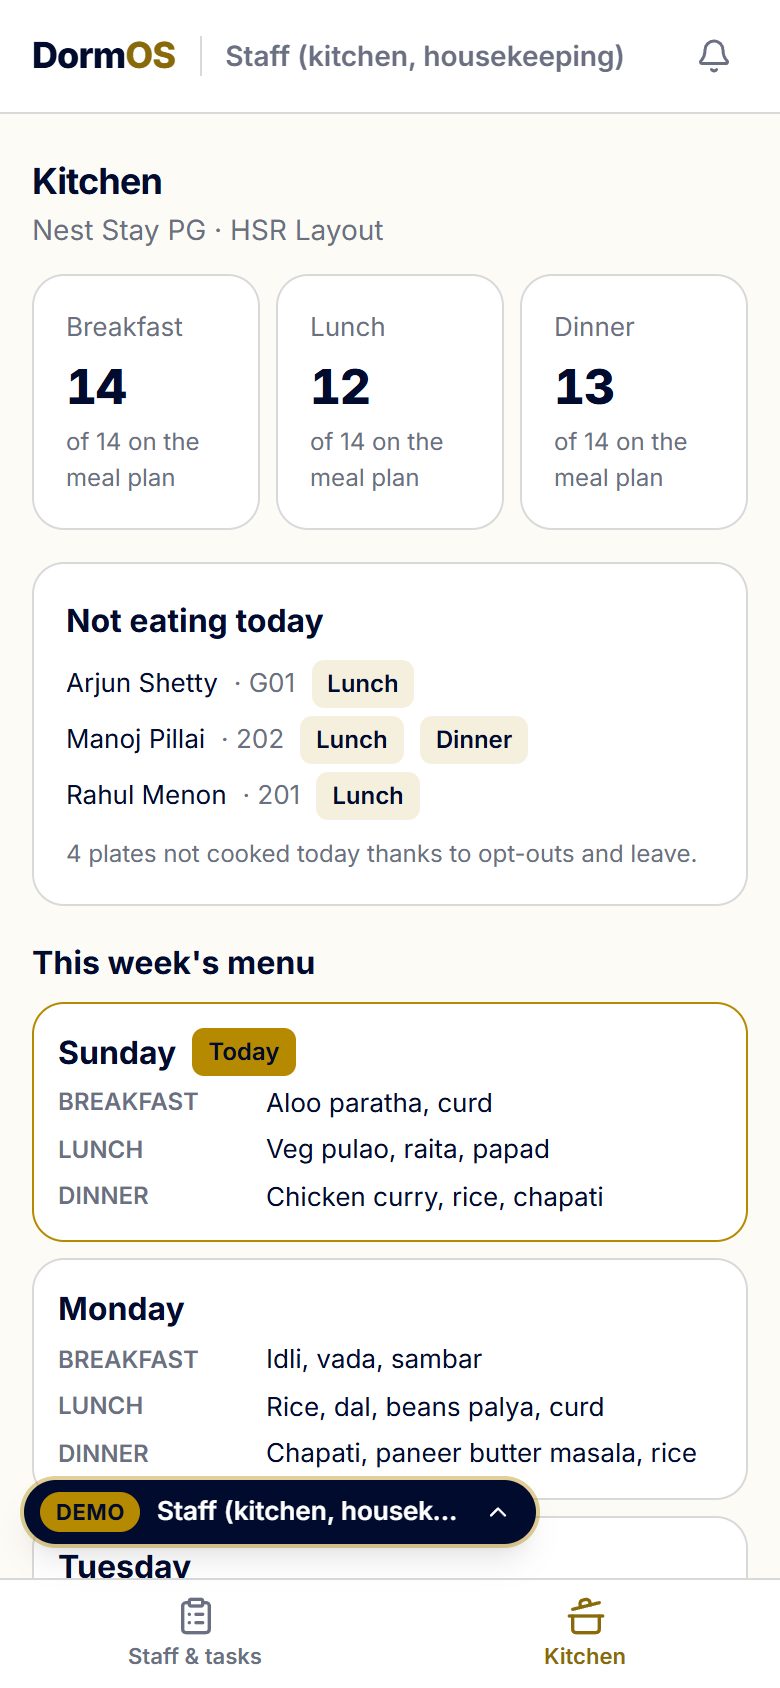 DormOS
Staff (kitchen, housekeeping)
Kitchen
Nest Stay PG · HSR Layout
Breakfast
14
of 14 on the
meal plan
Lunch
12
of 14 on the
meal plan
Dinner
13
of 14 on the
meal plan
Not eating today
Arjun Shetty · G01 Lunch
Manoj Pillai · 202 Lunch Dinner
Rahul Menon · 201 Lunch
4 plates not cooked today thanks to opt-outs and leave.
This week's menu
Sunday Today
BREAKFAST Aloo paratha, curd
LUNCH Veg pulao, raita, papad
DINNER Chicken curry, rice, chapati
Monday
BREAKFAST Idli, vada, sambar
LUNCH Rice, dal, beans palya, curd
DINNER Chapati, paneer butter masala, rice
DEMO Staff (kitchen, housek...
Tuesday
Staff & tasks
Kitchen